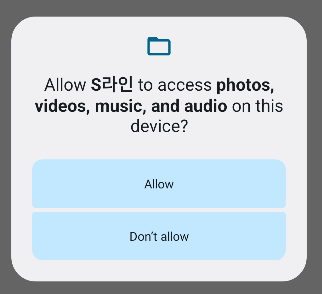 Allow S라인 to access photos,
videos, music, and audio on this
device?
Allow
Don't allow